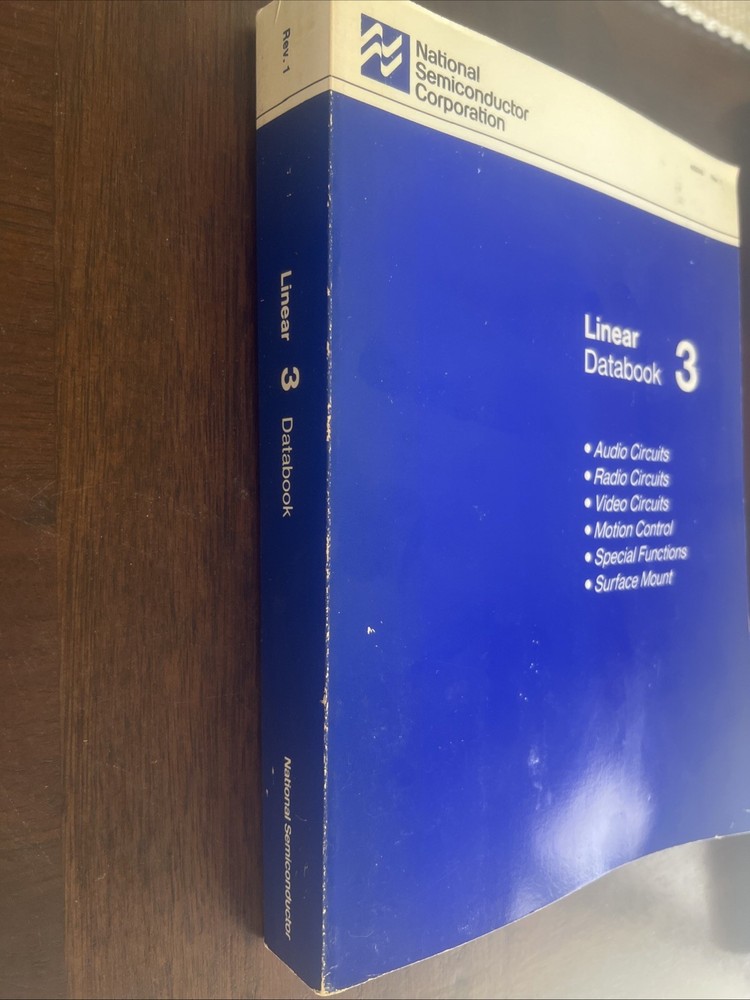 Rev. 1
Linear 3 Databook
National Semiconductor
National
Semiconductor
Corporation
Linear
Databook 3
• Audio Circuits
• Radio Circuits
• Video Circuits
• Motion Control
• Special Functions
• Surface Mount